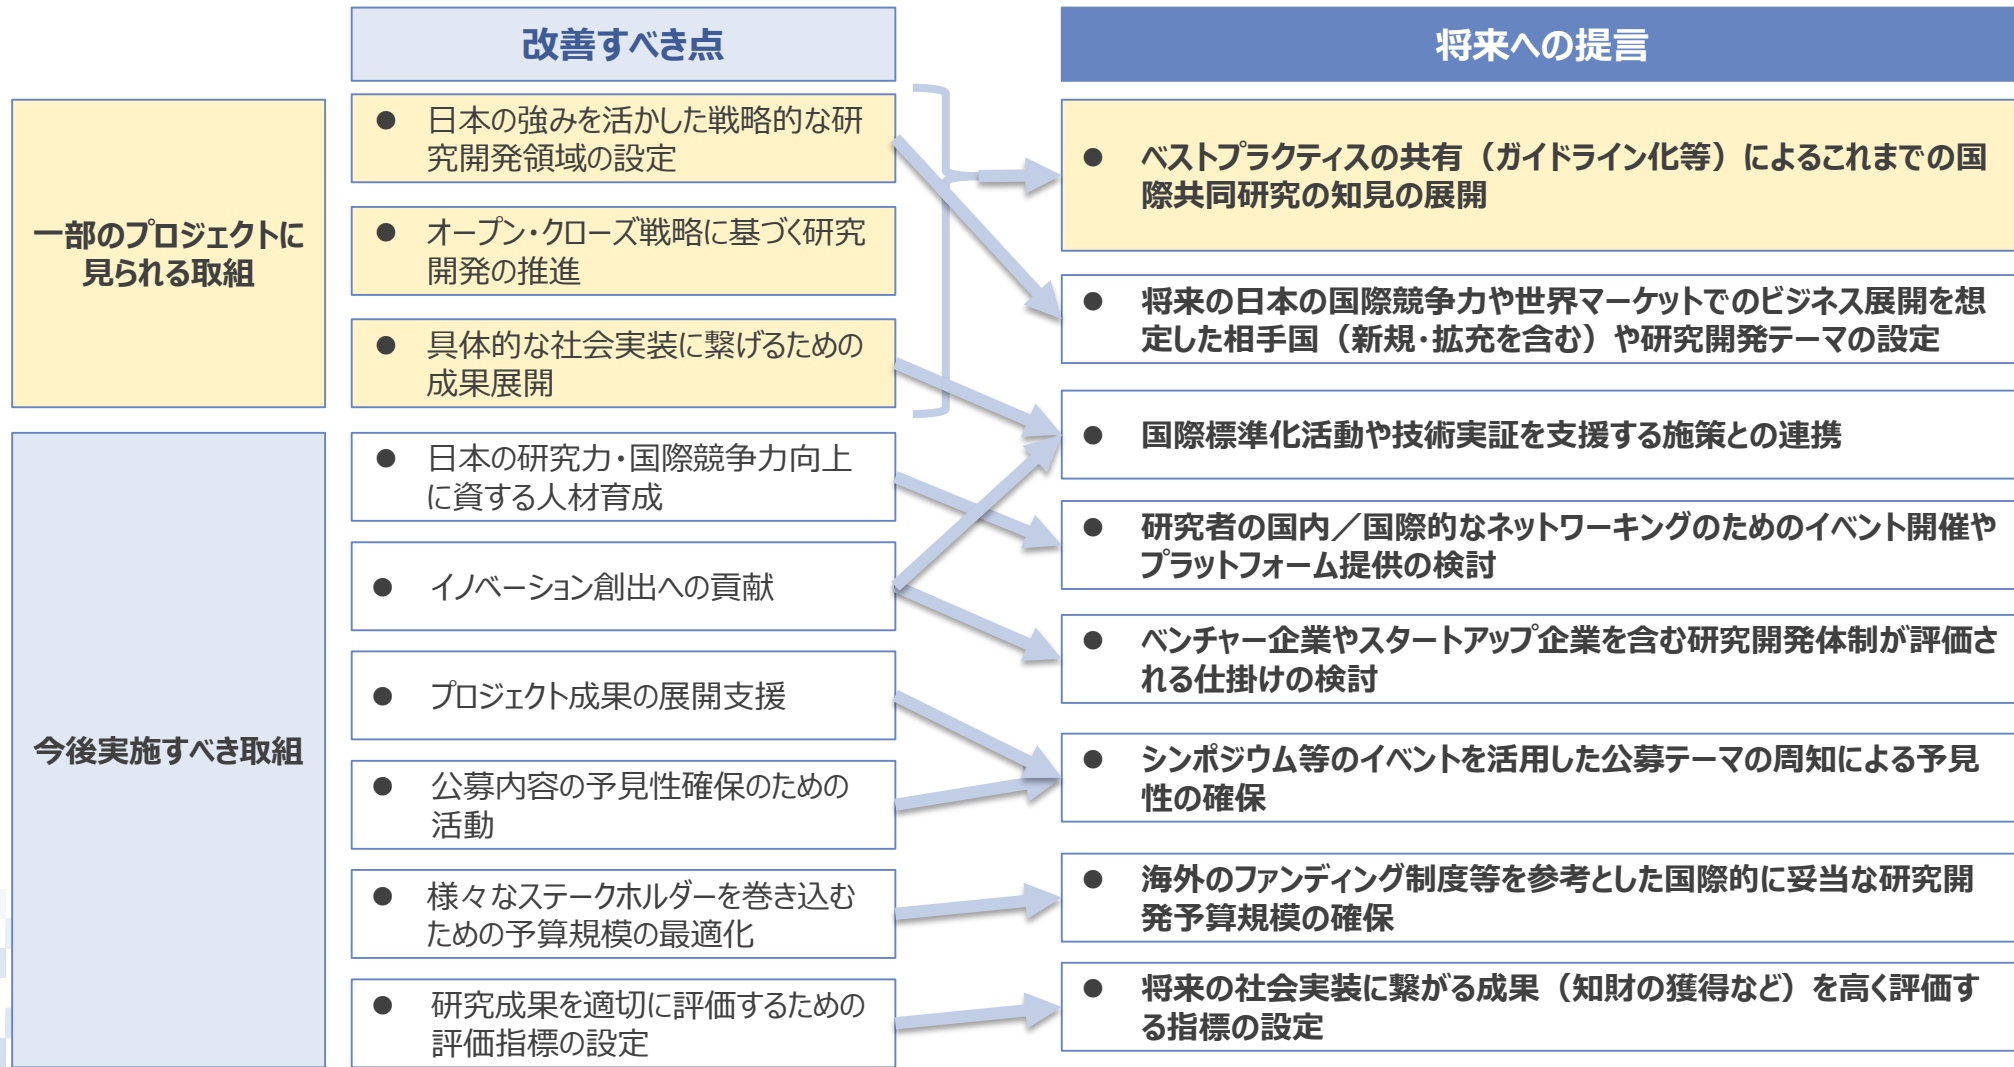 改善すべき点
将来への提言
一部のプロジェクトに
見られる取組
● 日本の強みを活かした戦略的な研
究開発領域の設定
● オープン・クローズ戦略に基づく研究
開発の推進
● 具体的な社会実装に繋げるための
成果展開
今後実施すべき取組
● 日本の研究力・国際競争力向上
に資する人材育成
● イノベーション創出への貢献
● プロジェクト成果の展開支援
● 公募内容の予見性確保のための
活動
● 様々なステークホルダーを巻き込む
ための予算規模の最適化
● 研究成果を適切に評価するための
評価指標の設定
● ベストプラクティスの共有（ガイドライン化等）によるこれまでの国
際共同研究の知見の展開
● 将来の日本の国際競争力や世界マーケットでのビジネス展開を想
定した相手国（新規・拡充を含む）や研究開発テーマの設定
● 国際標準化活動や技術実証を支援する施策との連携
● 研究者の国内／国際的なネットワーキングのためのイベント開催や
プラットフォーム提供の検討
● ベンチャー企業やスタートアップ企業を含む研究開発体制が評価さ
れる仕掛けの検討
● シンポジウム等のイベントを活用した公募テーマの周知による予見
性の確保
● 海外のファンディング制度等を参考とした国際的に妥当な研究開
発予算規模の確保
● 将来の社会実装に繋がる成果（知財の獲得など）を高く評価す
る指標の設定